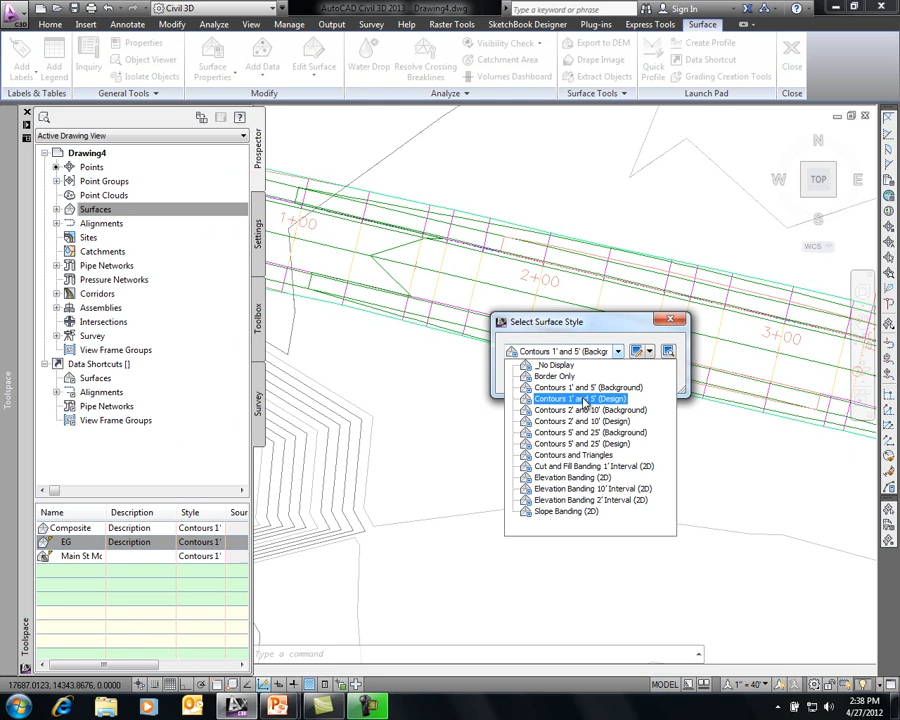 Civil 3D
AutoCAD Civil 3D 2013 Drawing4.dwg
Type a keyword or phrase
Sign In
Home Insert Annotate Modify Analyze View Manage Output Survey Help Raster Tools SketchBook Designer Plug-ins Express Tools Surface
Add Labels
Add Legend
Inquiry
Properties
Object Viewer
Isolate Objects
Surface Properties
Add Data
Edit Surface
Water Drop
Resolve Crossing Breaklines
Visibility Check
Catchment Area
Volumes Dashboard
Export to DEM
Drape Image
Extract Objects
Quick Profile
Create Profile
Data Shortcut
Grading Creation Tools
Close
Labels & Tables
General Tools
Modify
Analyze
Surface Tools
Launch Pad
Close
Active Drawing View
Drawing4
Points
Point Groups
Point Clouds
Surfaces
Alignments
Sites
Catchments
Pipe Networks
Pressure Networks
Corridors
Assemblies
Intersections
Survey
View Frame Groups
Data Shortcuts []
Surfaces
Alignments
Pipe Networks
View Frame Groups
Prospector
Settings
Toolbox
Survey
Toolspace
Toolspace
Name Description Style Sour
Composite Description Contours 1'
EG Description Contours 1'
Main St Mc Contours 1'
1+00
2+00
3+00
N
W TOP E
S
WCS
Select Surface Style
Contours 1' and 5' (Backgr
_No Display
Border Only
Contours 1' and 5' (Background)
Contours 1' and 5' (Design)
Contours 2' and 10' (Background)
Contours 2' and 10' (Design)
Contours 5' and 25' (Background)
Contours 5' and 25' (Design)
Contours and Triangles
Cut and Fill Banding 1' Interval (2D)
Elevation Banding (2D)
Elevation Banding 10' Interval (2D)
Elevation Banding 2' Interval (2D)
Slope Banding (2D)
Type a command
17687.0123, 14343.8676, 0.0000
MODEL
1" = 40'
2:38 PM
4/27/2012